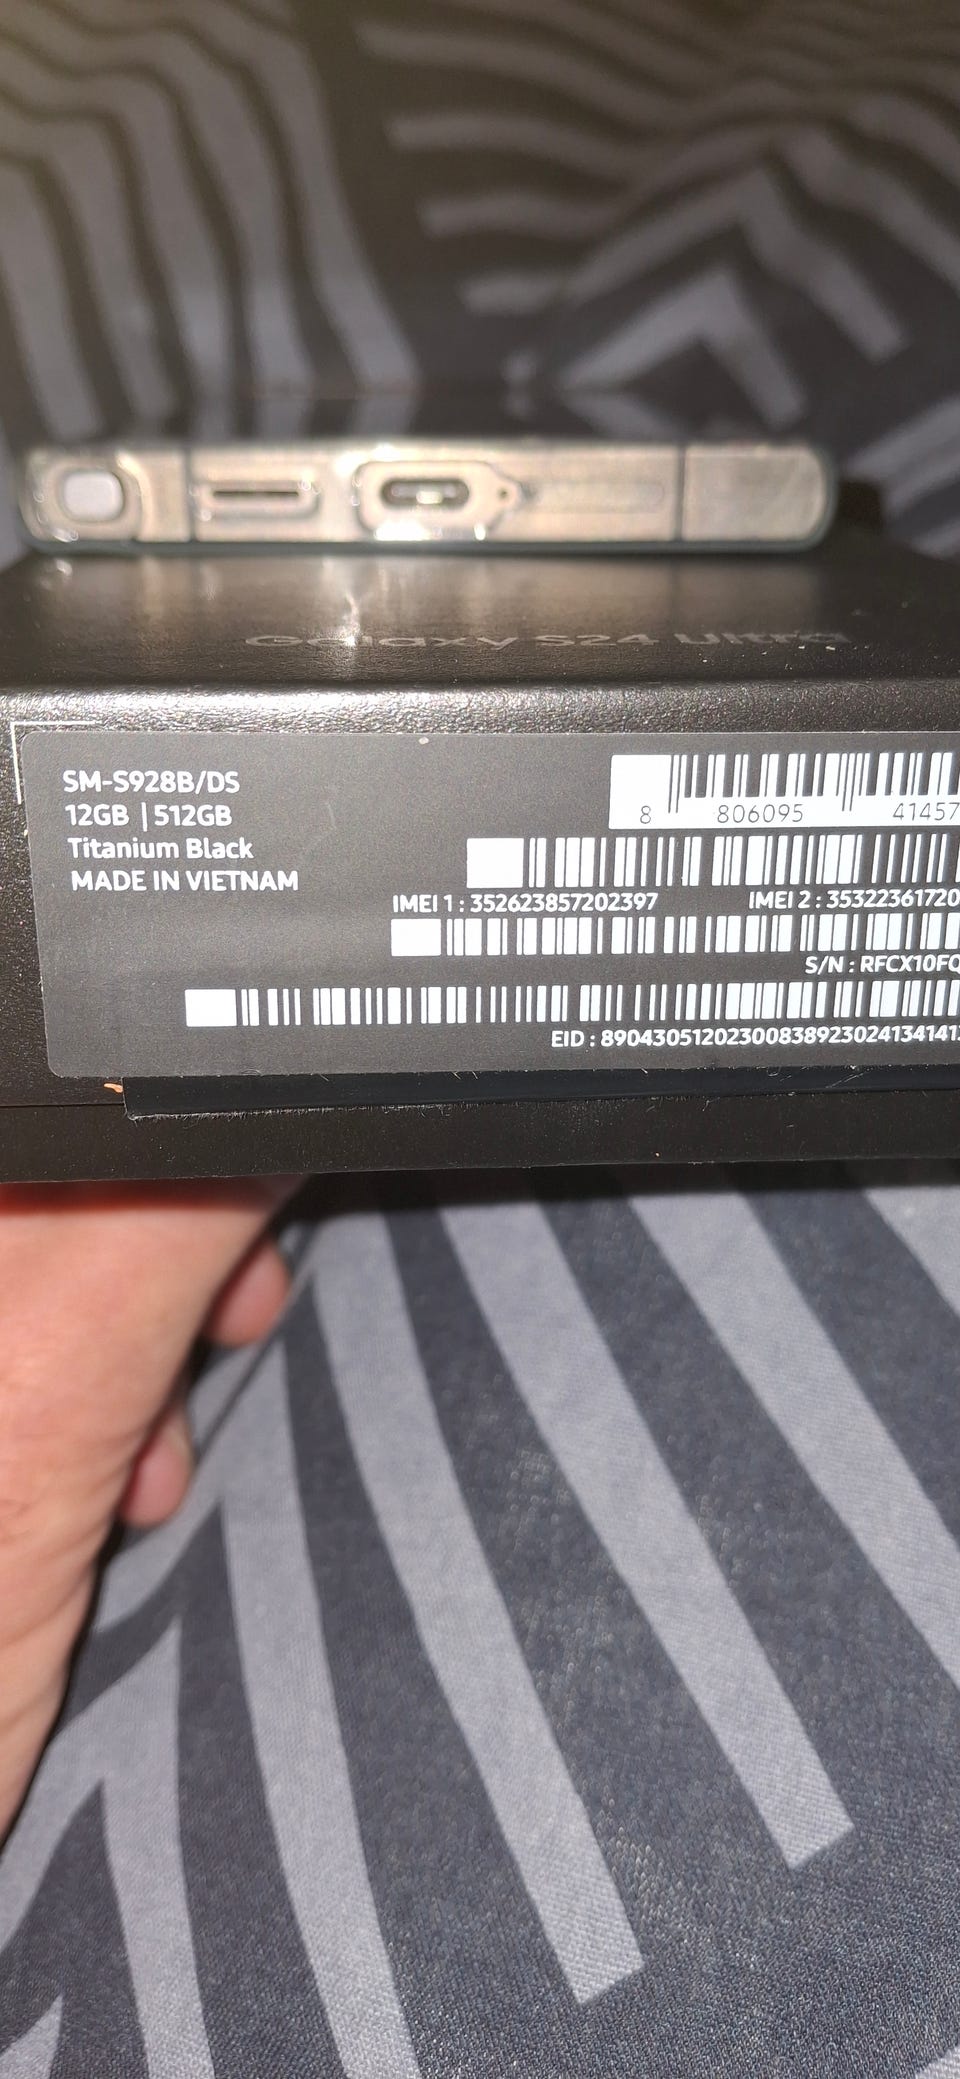 Galaxy S24 Ultra
SM-S928B/DS
12GB | 512GB
Titanium Black
MADE IN VIETNAM
8 806095 41457
IMEI 1 : 352623857202397 IMEI 2 : 35322361720
S/N : RFCX10FQ
EID : 8904305120230083892302413414